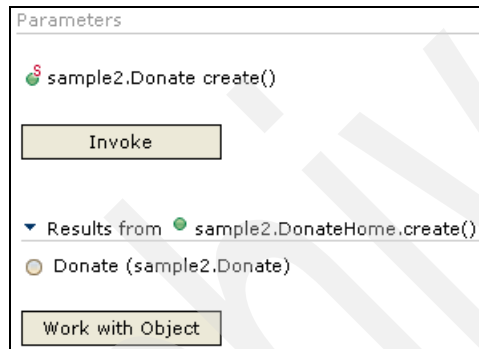 Parameters
S sample2.Donate create()
Invoke
Results from sample2.DonateHome.create()
Donate (sample2.Donate)
Work with Object